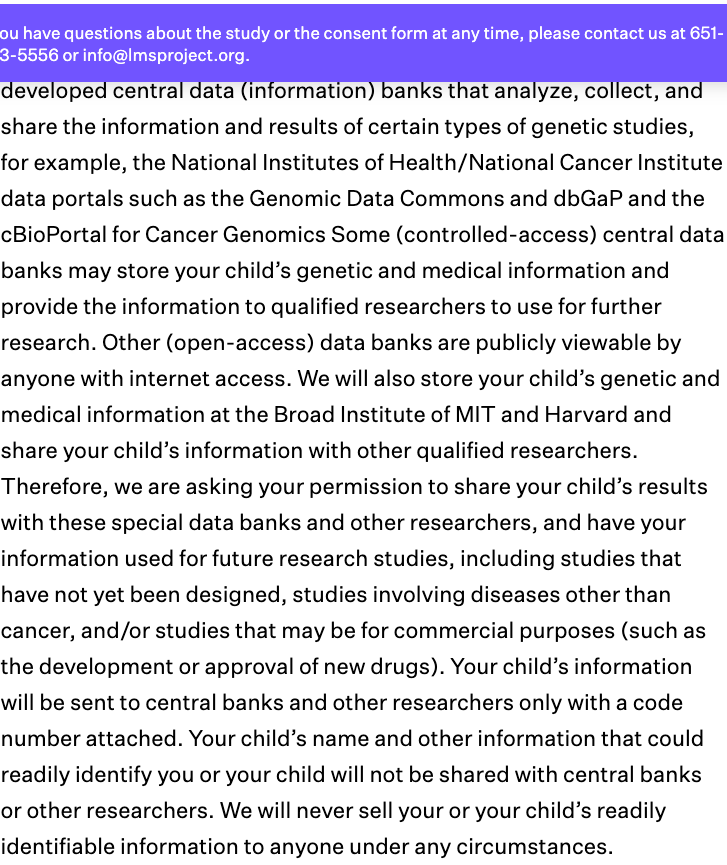 ou have questions about the study or the consent form at any time, please contact us at 651-
3-5556 or info@lmsproject.org.
developed central data (information) banks that analyze, collect, and
share the information and results of certain types of genetic studies,
for example, the National Institutes of Health/National Cancer Institute
data portals such as the Genomic Data Commons and dbGaP and the
cBioPortal for Cancer Genomics Some (controlled-access) central data
banks may store your child’s genetic and medical information and
provide the information to qualified researchers to use for further
research. Other (open-access) data banks are publicly viewable by
anyone with internet access. We will also store your child’s genetic and
medical information at the Broad Institute of MIT and Harvard and
share your child’s information with other qualified researchers.
Therefore, we are asking your permission to share your child’s results
with these special data banks and other researchers, and have your
information used for future research studies, including studies that
have not yet been designed, studies involving diseases other than
cancer, and/or studies that may be for commercial purposes (such as
the development or approval of new drugs). Your child’s information
will be sent to central banks and other researchers only with a code
number attached. Your child’s name and other information that could
readily identify you or your child will not be shared with central banks
or other researchers. We will never sell your or your child’s readily
identifiable information to anyone under any circumstances.